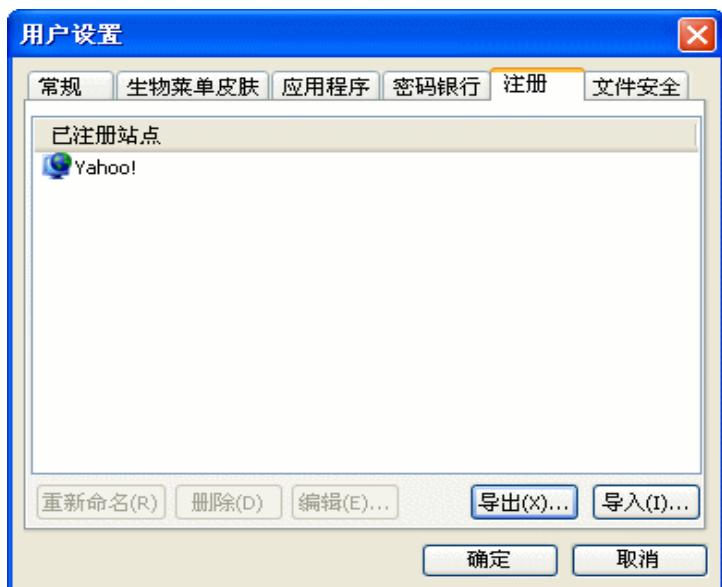 用户设置
常规 生物菜单皮肤 应用程序 密码银行 注册 文件安全
已注册站点
Yahoo!
重新命名(R) 删除(D) 编辑(E)... 导出(X)... 导入(I)...
确定 取消